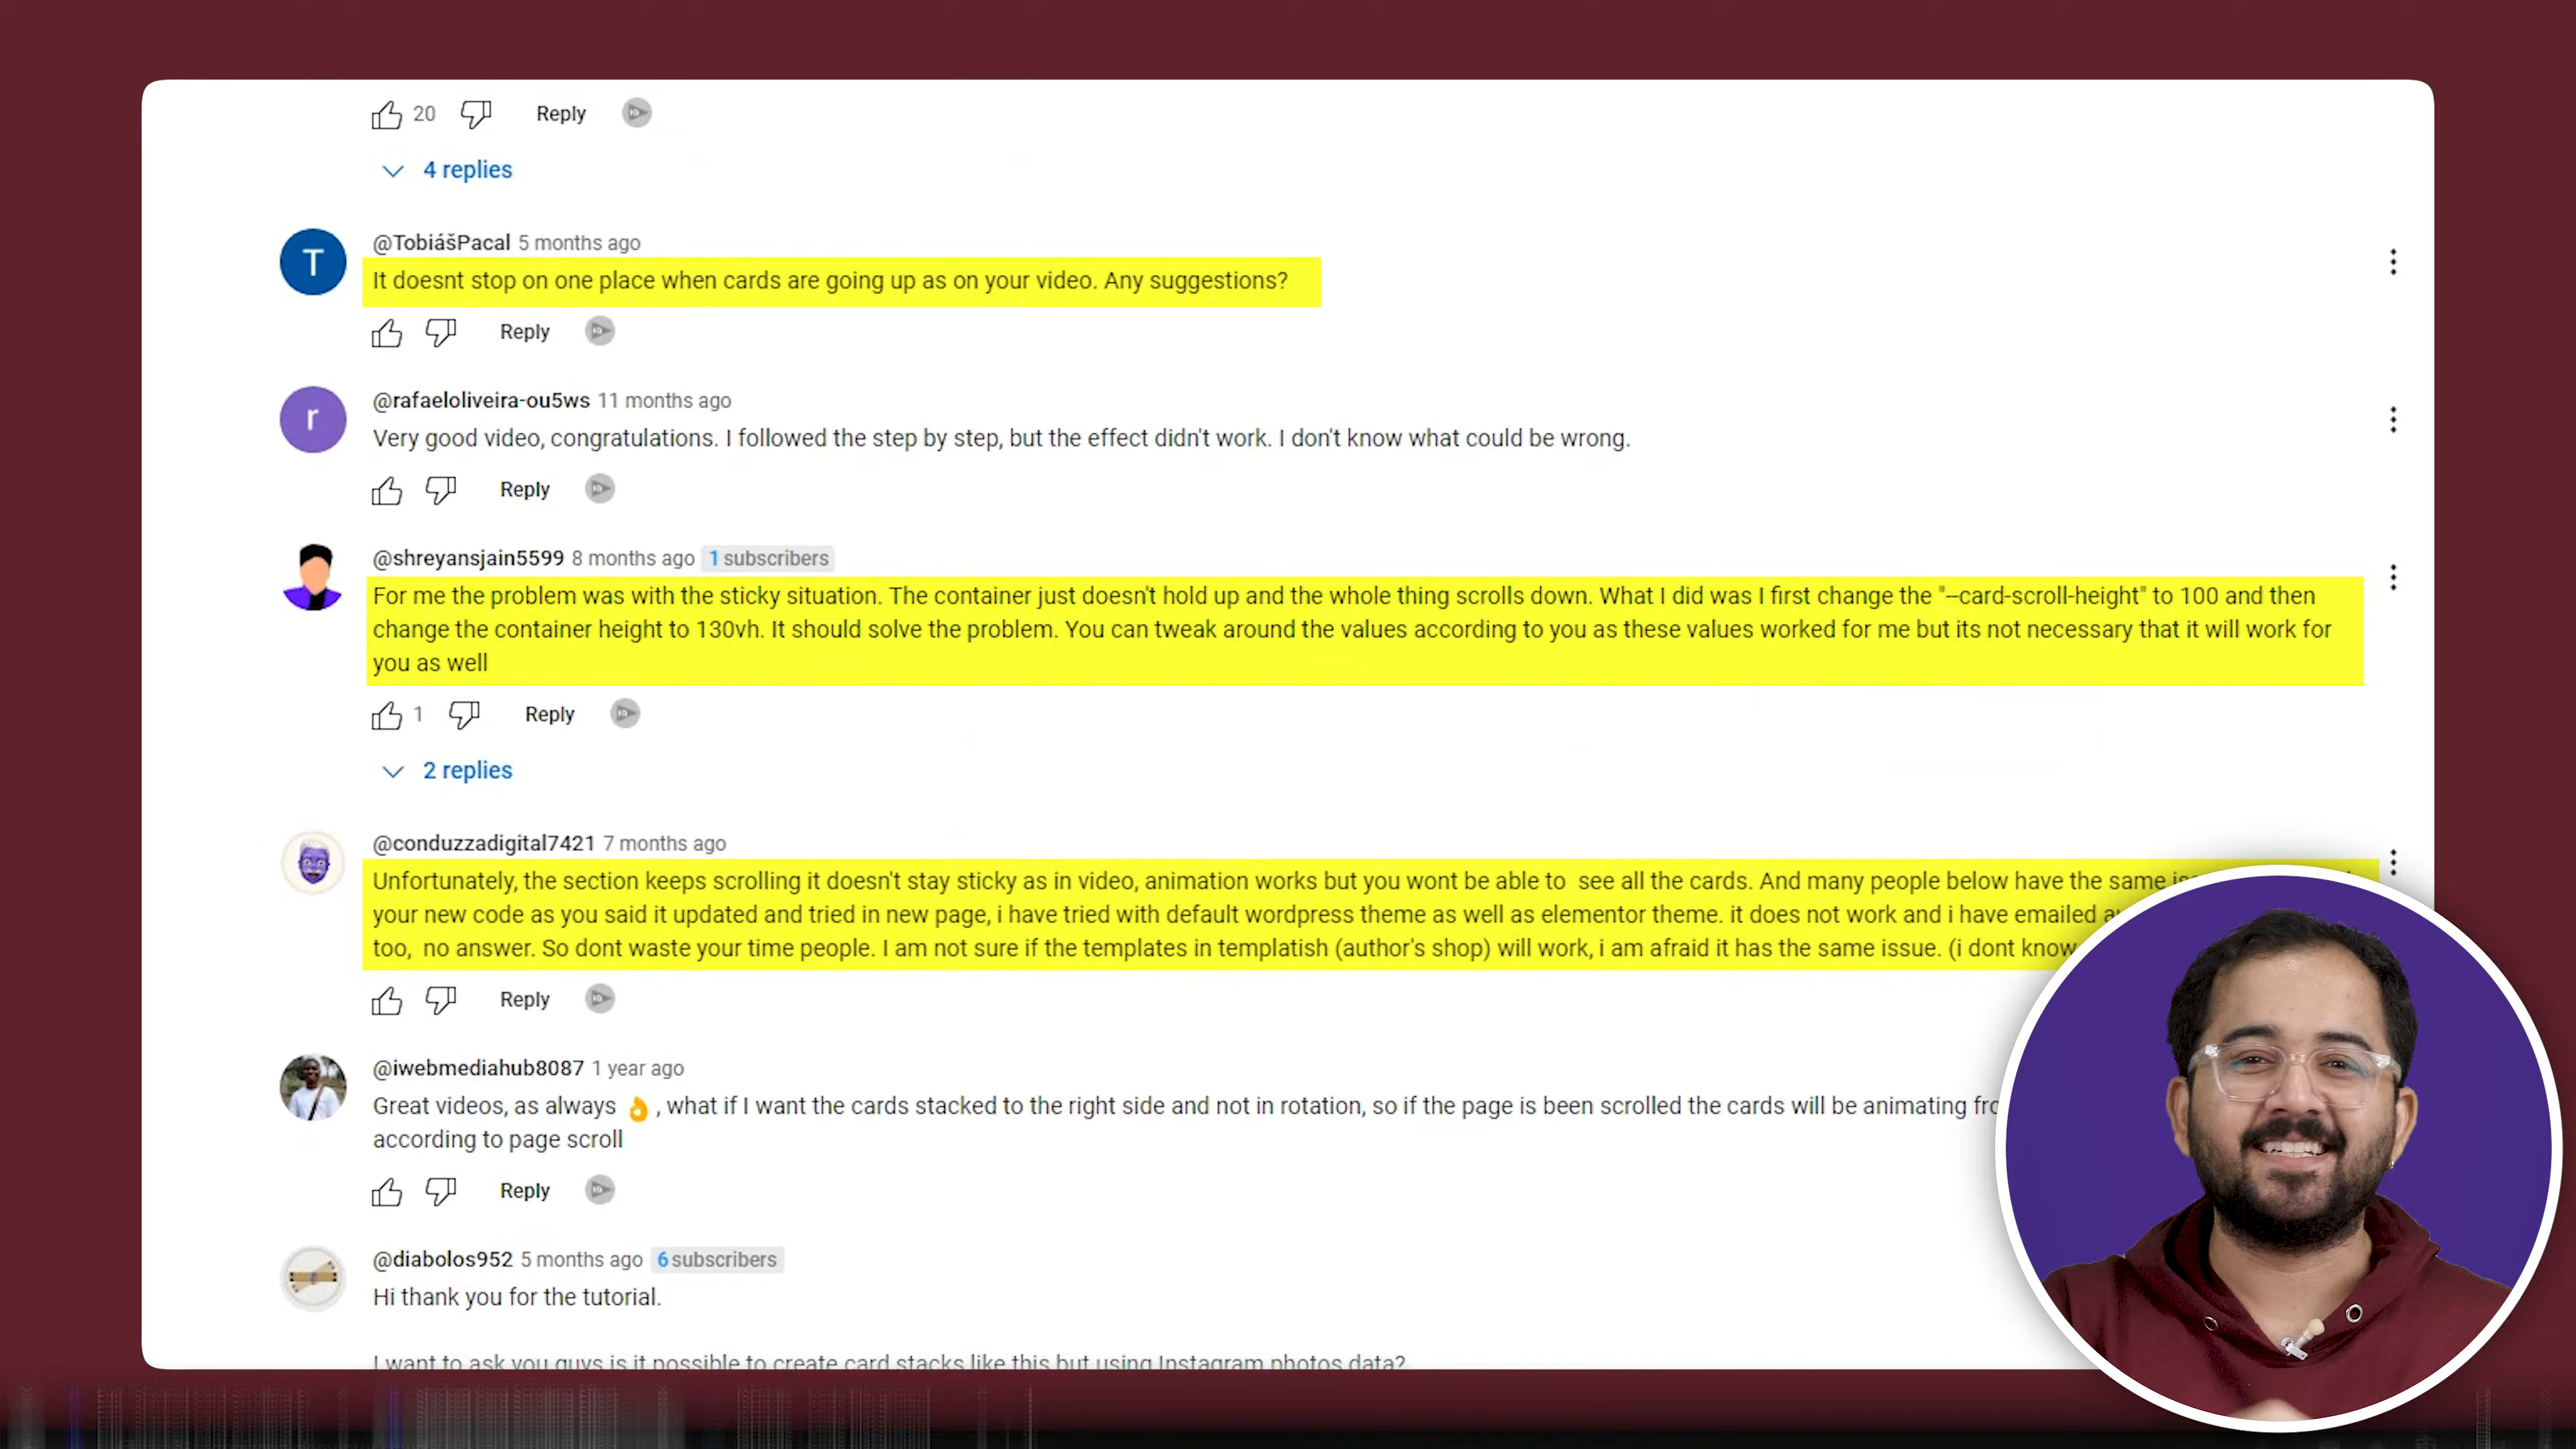 20 Reply
4 replies
T
@TobiášPacal 5 months ago
It doesnt stop on one place when cards are going up as on your video. Any suggestions?
Reply
r
@rafaeloliveira-ou5ws 11 months ago
Very good video, congratulations. I followed the step by step, but the effect didn't work. I don't know what could be wrong.
Reply
@shreyansjain5599 8 months ago 1 subscribers
For me the problem was with the sticky situation. The container just doesn't hold up and the whole thing scrolls down. What I did was I first change the "--card-scroll-height" to 100 and then
change the container height to 130vh. It should solve the problem. You can tweak around the values according to you as these values worked for me but its not necessary that it will work for
you as well
1 Reply
2 replies
@conduzzadigital7421 7 months ago
Unfortunately, the section keeps scrolling it doesn't stay sticky as in video, animation works but you wont be able to see all the cards. And many people below have the same
your new code as you said it updated and tried in new page, i have tried with default wordpress theme as well as elementor theme. it does not work and i have emailed
too, no answer. So dont waste your time people. I am not sure if the templates in templatish (author's shop) will work, i am afraid it has the same issue. (i dont know
Reply
@iwebmediahub8087 1 year ago
Great videos, as always 👌, what if I want the cards stacked to the right side and not in rotation, so if the page is been scrolled the cards will be animating
according to page scroll
Reply
@diabolos952 5 months ago 6 subscribers
Hi thank you for the tutorial.
I want to ask you guys is it possible to create card stacks like this but using Instagram photos data?